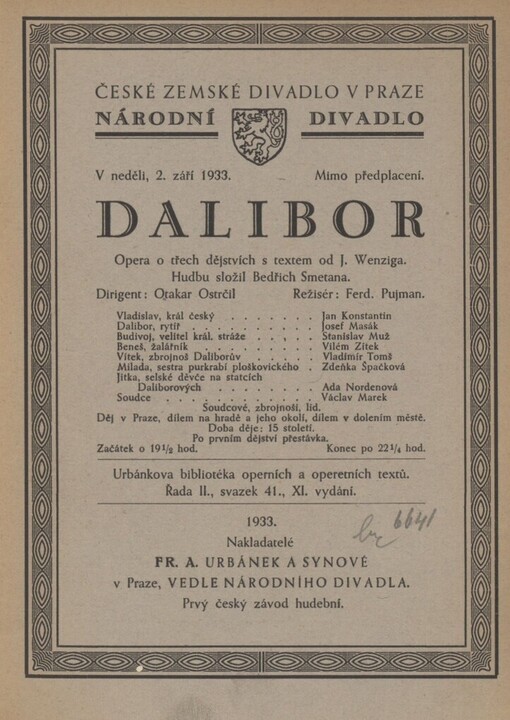 ČESKÉ ZEMSKÉ DIVADLO V PRAZE
NÁRODNÍ DIVADLO
V neděli, 2. září 1933. Mimo předplacení.
DALIBOR
Opera o třech dějstvích s textem od J. Wenziga.
Hudbu složil Bedřich Smetana.
Dirigent: Otakar Ostrčil Režisér: Ferd. Pujman.
Vladislav, král český . . . . . . . Jan Konstantin
Dalibor, rytíř . . . . . . . . . Josef Masák
Budivoj, velitel král. stráže . . . . . Stanislav Muž
Beneš, žalářník . . . . . . . . Vilém Zítek
Vítek, zbrojnoš Daliborův . . . . . Vladimír Tomš
Milada, sestra purkrabí ploškovického . Zdeňka Špačková
Jitka, selské děvče na statcích
Daliborových . . . . . . . Ada Nordenová
Soudce . . . . . . . . . . Václav Marek
Soudcové, zbrojnoši, lid.
Děj v Praze, dílem na hradě a jeho okolí, dílem v dolením městě.
Doba děje: 15 století.
Po prvním dějství přestávka.
Začátek o 19½ hod. Konec po 22¼ hod.
Urbánkova bibliotéka operních a operetních textů.
Řada II., svazek 41., XI. vydání.
1933.
6641
Nakladatelé
FR. A. URBÁNEK A SYNOVÉ
v Praze, VEDLE NÁRODNÍHO DIVADLA.
Prvý český závod hudební.